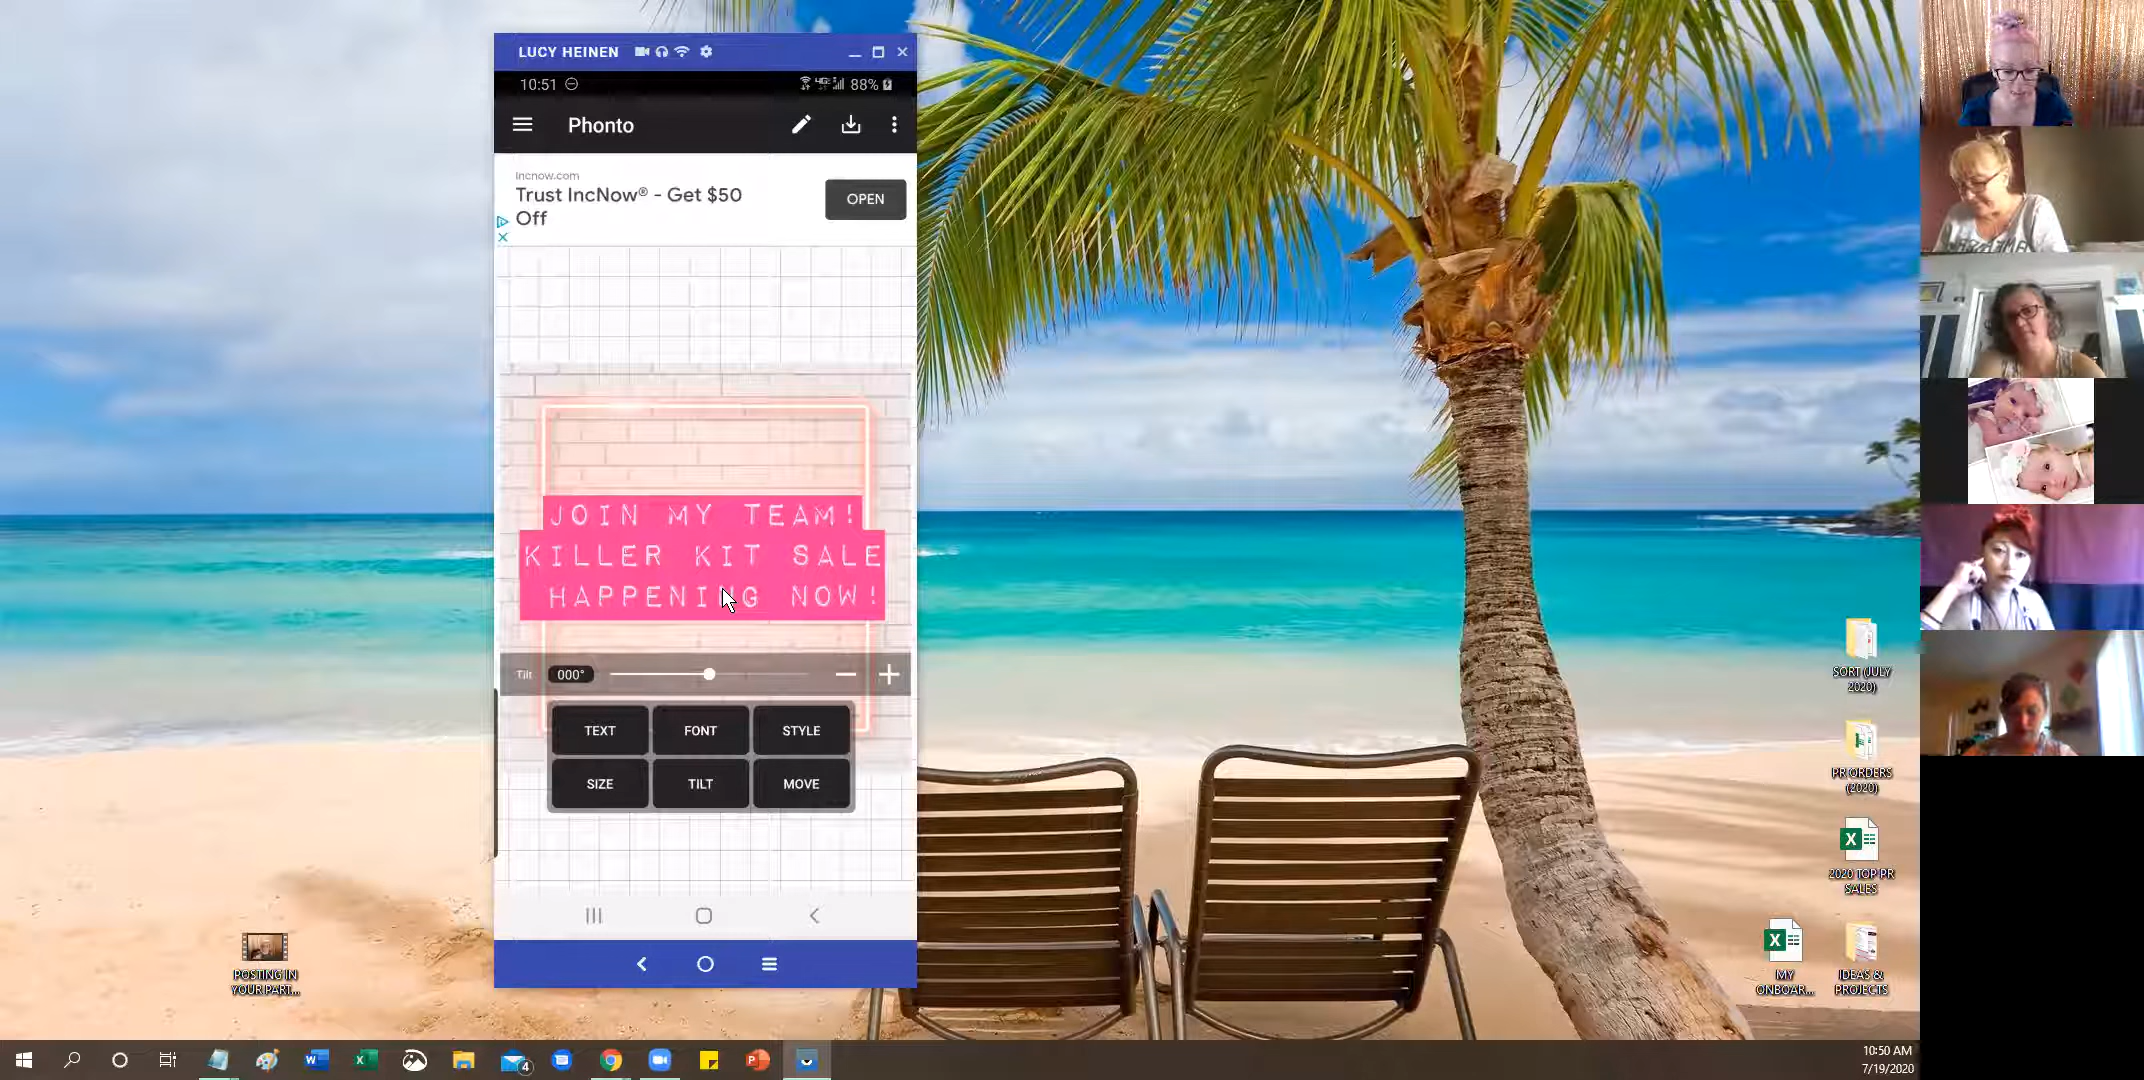 LUCY HEINEN
10:51
88%
Phonto
incnow.com
Trust IncNow® - Get $50
Off
OPEN
JOIN MY TEAM!
KILLER KIT SALE
HAPPENING NOW!
Tilt
000°
TEXT
FONT
STYLE
SIZE
TILT
MOVE
SORT (JULY
2020)
PR ORDERS
(2020)
2020 TOP PR
SALES
MY
ONBOAR...
IDEAS &
PROJECTS
POSTING IN
YOUR PART...
4
10:50 AM
7/19/2020